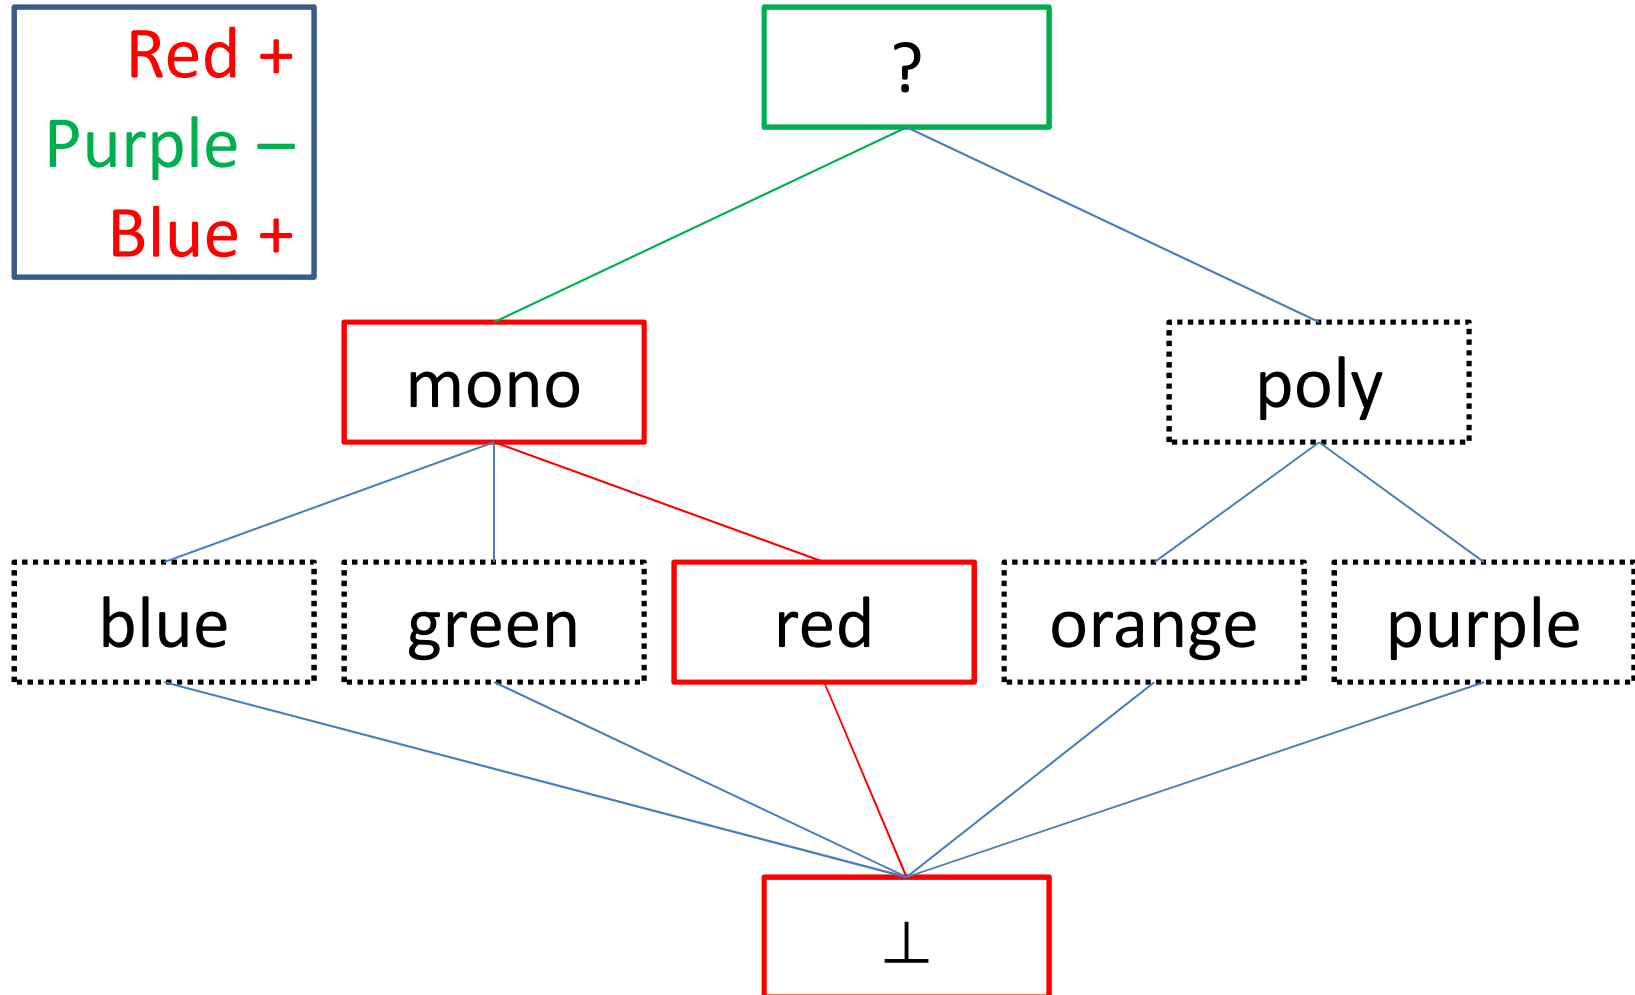 Red +
Purple –
Blue +
?
mono
poly
blue
green
red
orange
purple
⊥